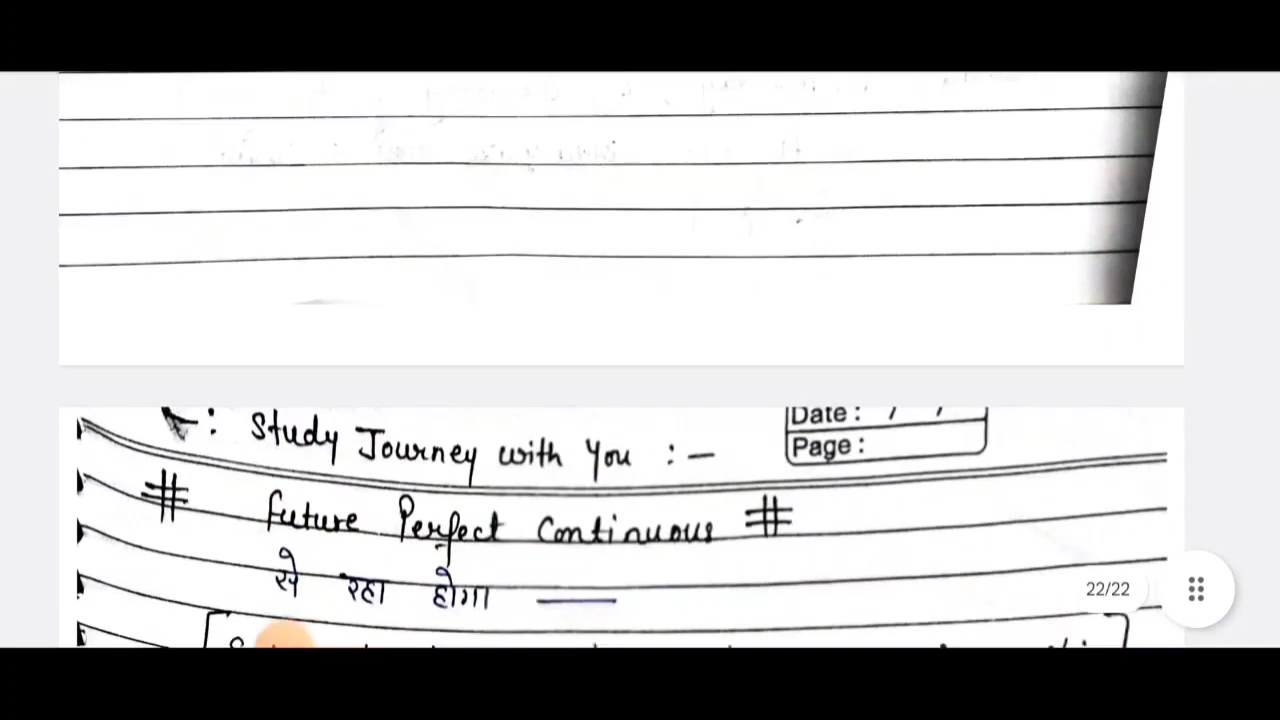 : Study Journey with You : —
Date : / /
Page :
# Future Perfect Continuous #
से रहा होगा ——
22/22